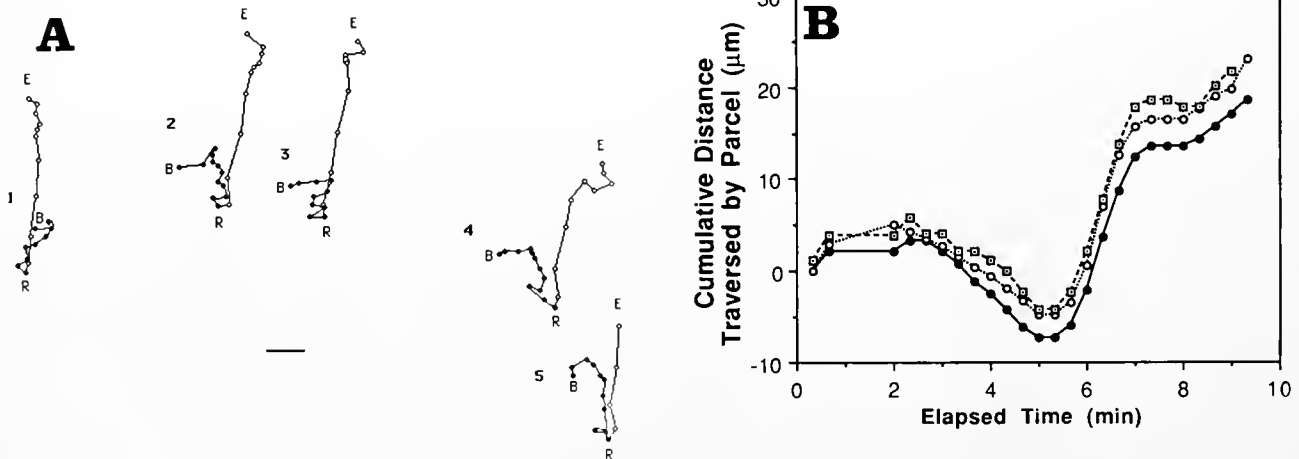 A
E
1
B
R
E
2
B
R
E
3
B
R
E
4
B
R
E
5
B
R
B
Cumulative Distance
Traversed by Parcel (μm)
30
20
10
0
-10
0 2 4 6 8 10
Elapsed Time (min)